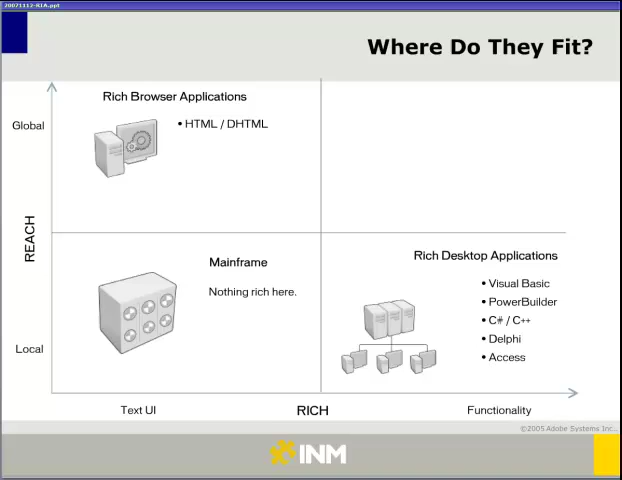 20071112-RIA.ppt
Where Do They Fit?
Rich Browser Applications
Global
• HTML / DHTML
REACH
Mainframe
Nothing rich here.
Rich Desktop Applications
• Visual Basic
• PowerBuilder
• C# / C++
• Delphi
• Access
Local
Text UI
RICH
Functionality
©2005 Adobe Systems Inc...
INM